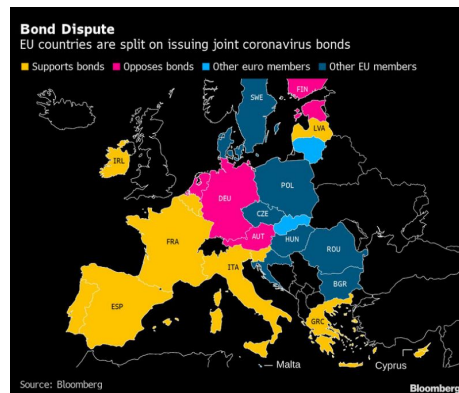 Bond Dispute
EU countries are split on issuing joint coronavirus bonds
Supports bonds Opposes bonds Other euro members Other EU members
FIN
SWE
LVA
IRL
DEU
POL
CZE
FRA
AUT
HUN
ROU
ITA
BGR
ESP
GRC
Malta
Cyprus
Source: Bloomberg
Bloomberg